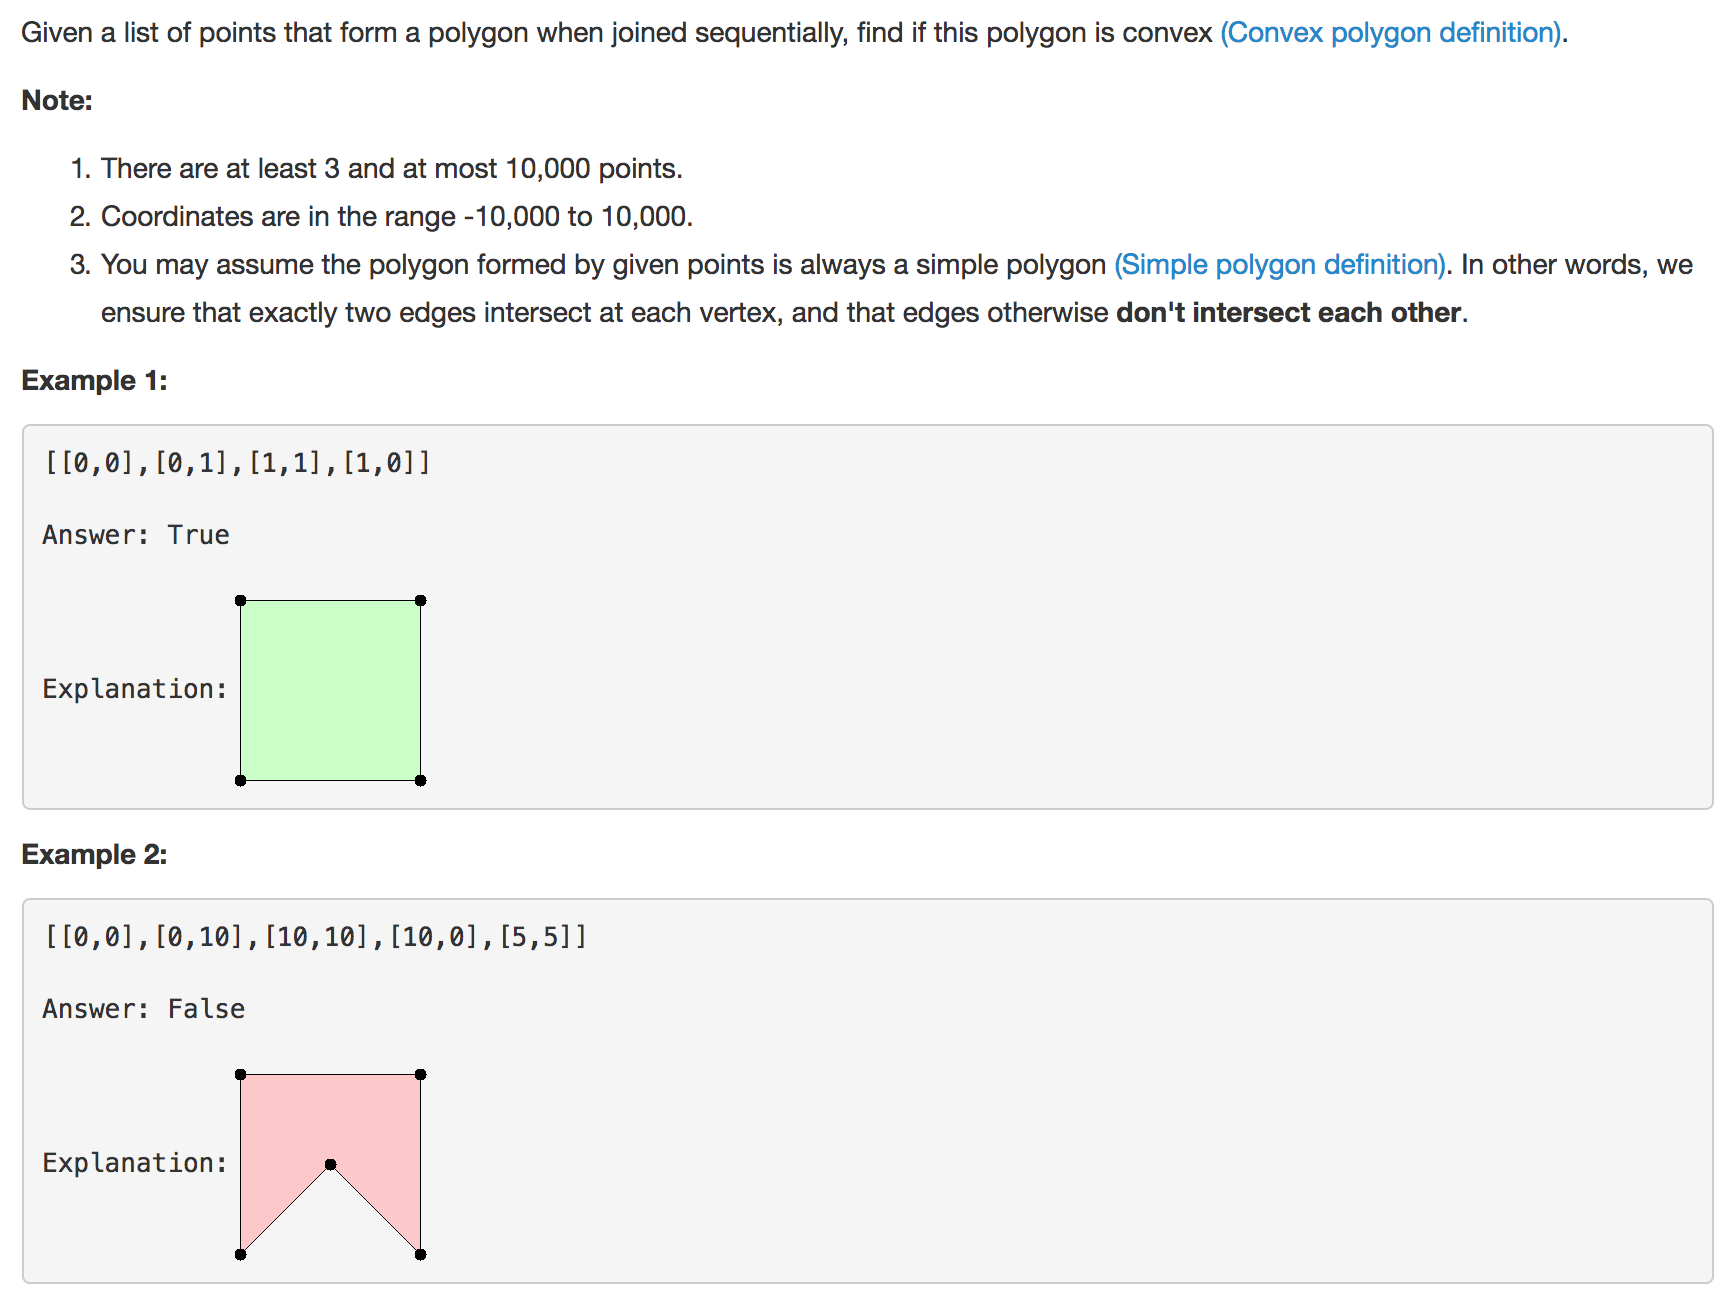 Given a list of points that form a polygon when joined sequentially, find if this polygon is convex (Convex polygon definition).
Note:
1. There are at least 3 and at most 10,000 points.
2. Coordinates are in the range -10,000 to 10,000.
3. You may assume the polygon formed by given points is always a simple polygon (Simple polygon definition). In other words, we
ensure that exactly two edges intersect at each vertex, and that edges otherwise don't intersect each other.
Example 1:
[[0,0],[0,1],[1,1],[1,0]]
Answer: True
Explanation:
Example 2:
[[0,0],[0,10],[10,10],[10,0],[5,5]]
Answer: False
Explanation: